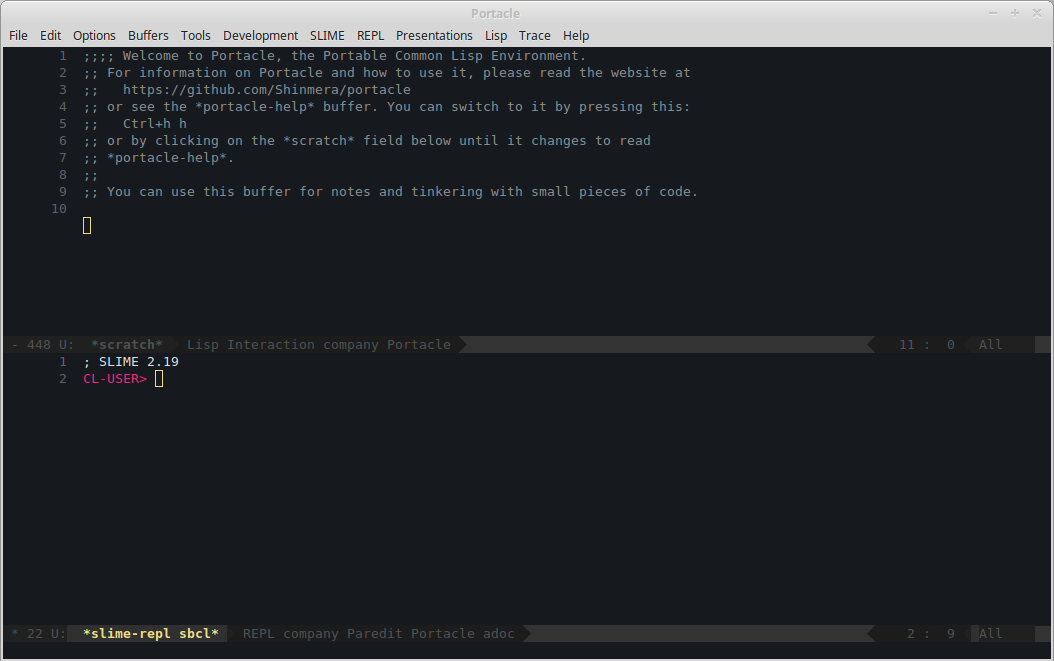 Portacle
File Edit Options Buffers Tools Development SLIME REPL Presentations Lisp Trace Help
1 ;;;; Welcome to Portacle, the Portable Common Lisp Environment.
2 ;; For information on Portacle and how to use it, please read the website at
3 ;;   https://github.com/Shinmera/portacle
4 ;; or see the *portacle-help* buffer. You can switch to it by pressing this:
5 ;;   Ctrl+h h
6 ;; or by clicking on the *scratch* field below until it changes to read
7 ;; *portacle-help*.
8 ;;
9 ;; You can use this buffer for notes and tinkering with small pieces of code.
10
- 448 U: *scratch* Lisp Interaction company Portacle 11 : 0 All
1 ; SLIME 2.19
2 CL-USER>
* 22 U: *slime-repl sbcl* REPL company Paredit Portacle adoc 2 : 9 All